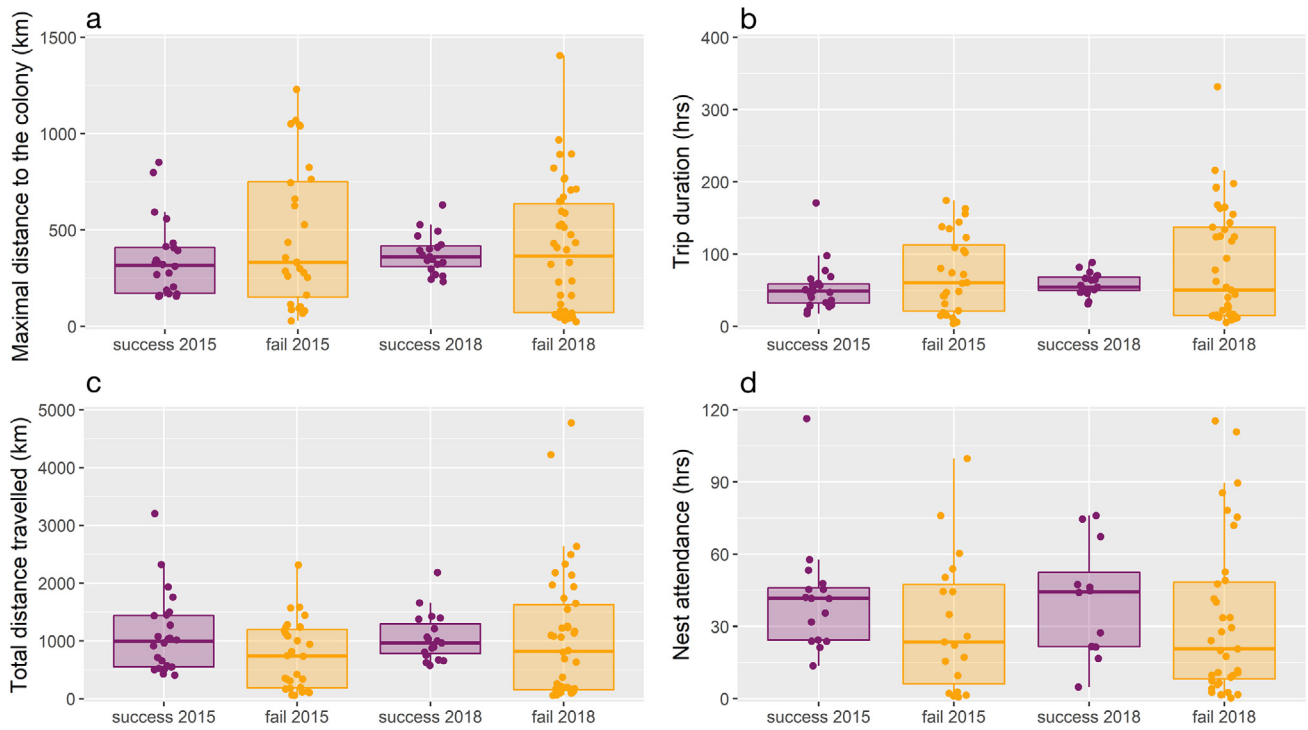 a
Maximal distance to the colony (km)
1500
1000
500
0
success 2015
fail 2015
success 2018
fail 2018
b
Trip duration (hrs)
400
300
200
100
0
success 2015
fail 2015
success 2018
fail 2018
c
Total distance travelled (km)
5000
4000
3000
2000
1000
0
success 2015
fail 2015
success 2018
fail 2018
d
Nest attendance (hrs)
120
90
60
30
0
success 2015
fail 2015
success 2018
fail 2018